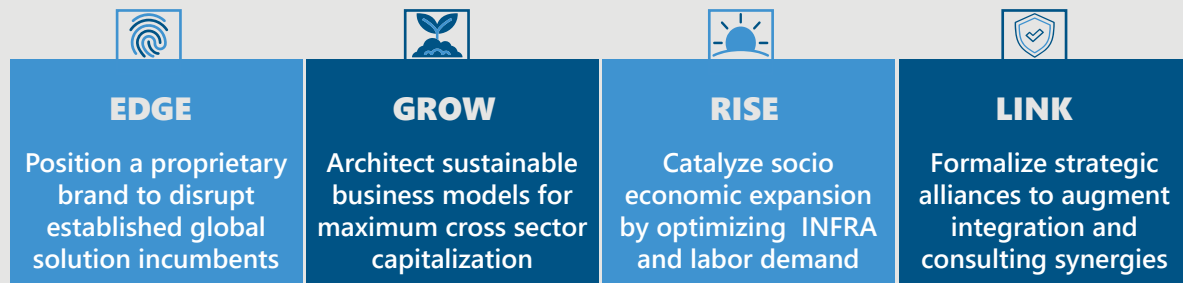 EDGE
Position a proprietary
brand to disrupt
established global
solution incumbents
GROW
Architect sustainable
business models for
maximum cross sector
capitalization
RISE
Catalyze socio
economic expansion
by optimizing INFRA
and labor demand
LINK
Formalize strategic
alliances to augment
integration and
consulting synergies